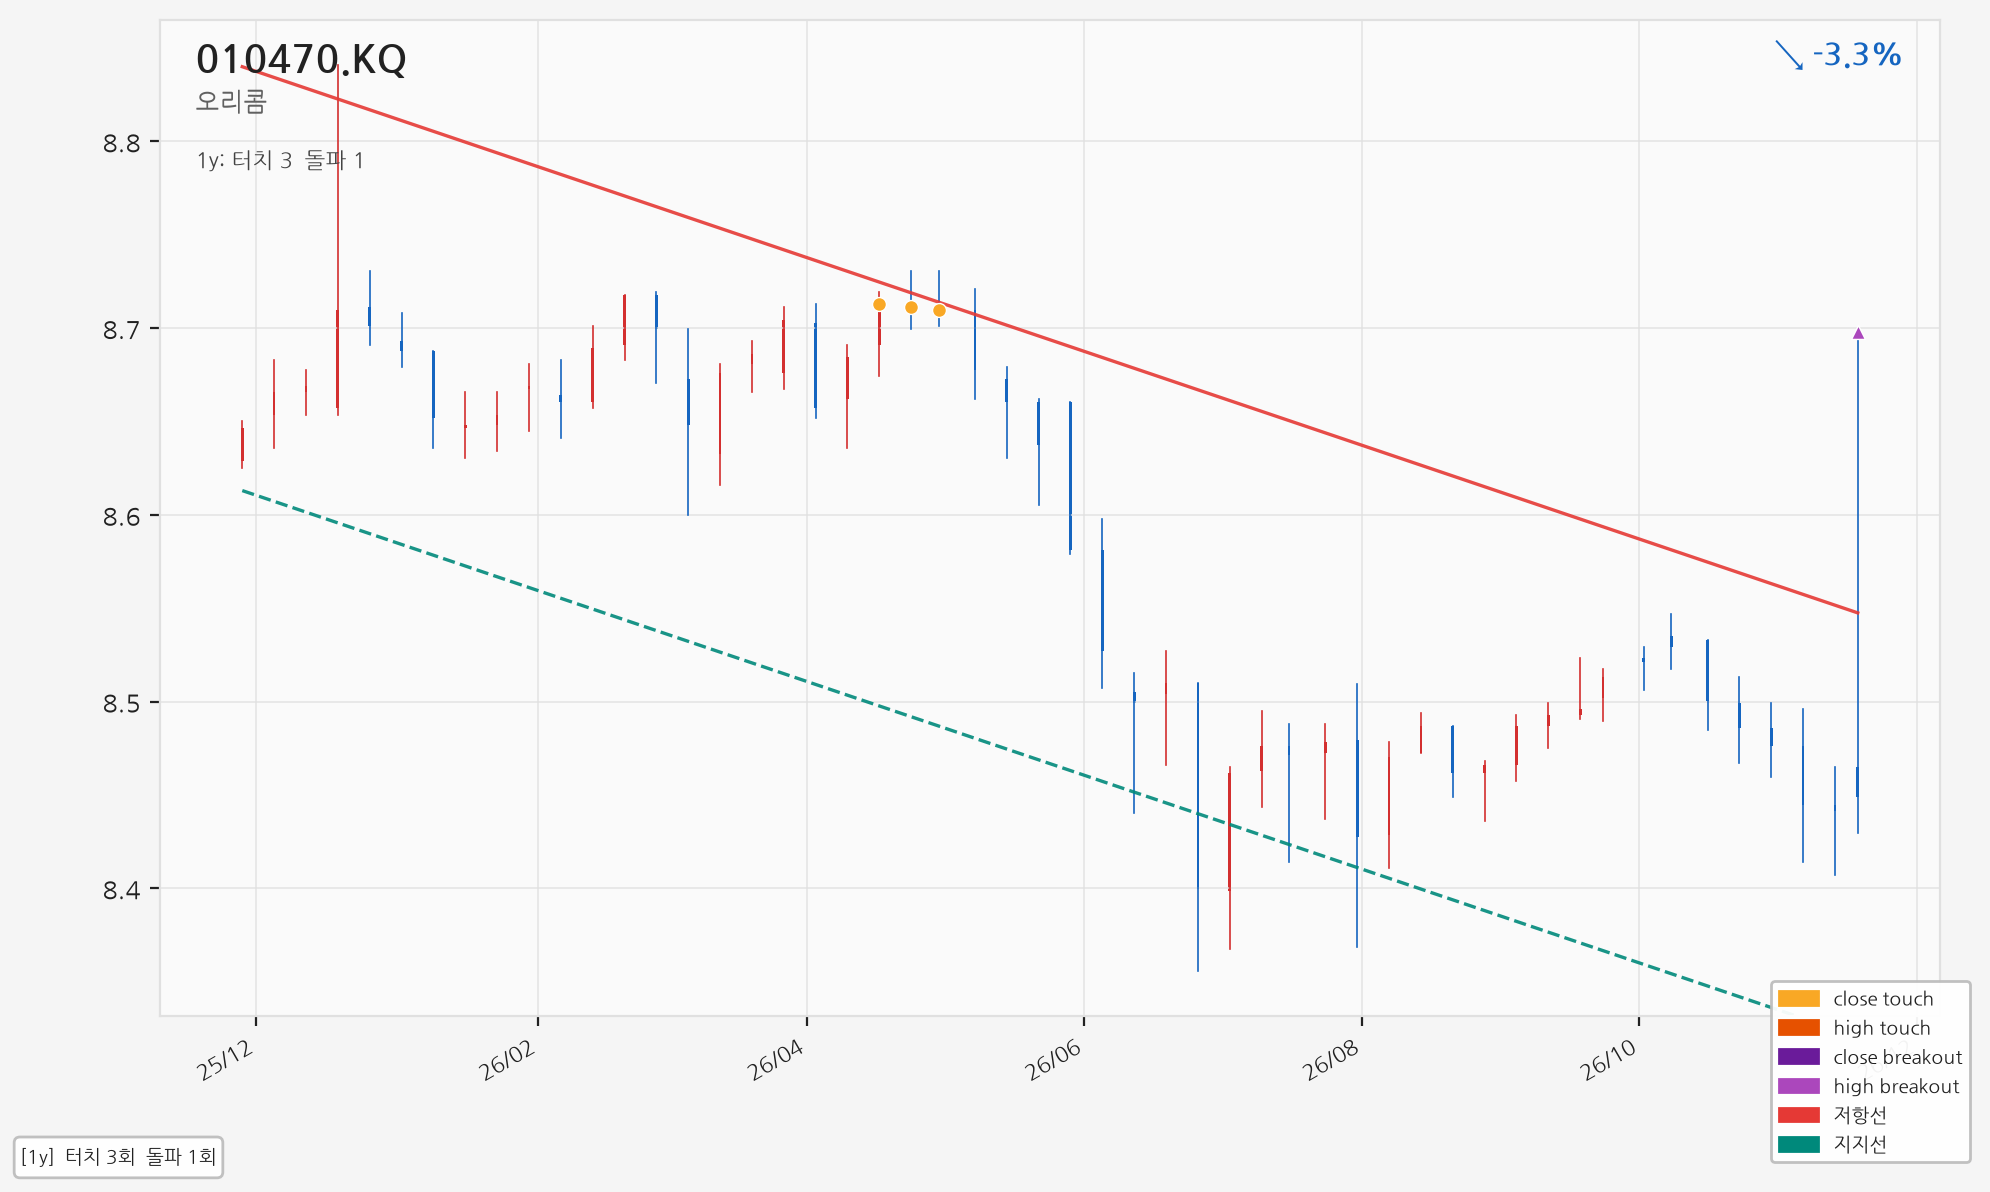 010470.KQ
오리콤
1y: 터치 3 돌파 1
-3.3%
8.8
8.7
8.6
8.5
8.4
25/12
26/02
26/04
26/06
26/08
26/10
close touch
high touch
close breakout
high breakout
저항선
지지선
[1y] 터치 3회 돌파 1회